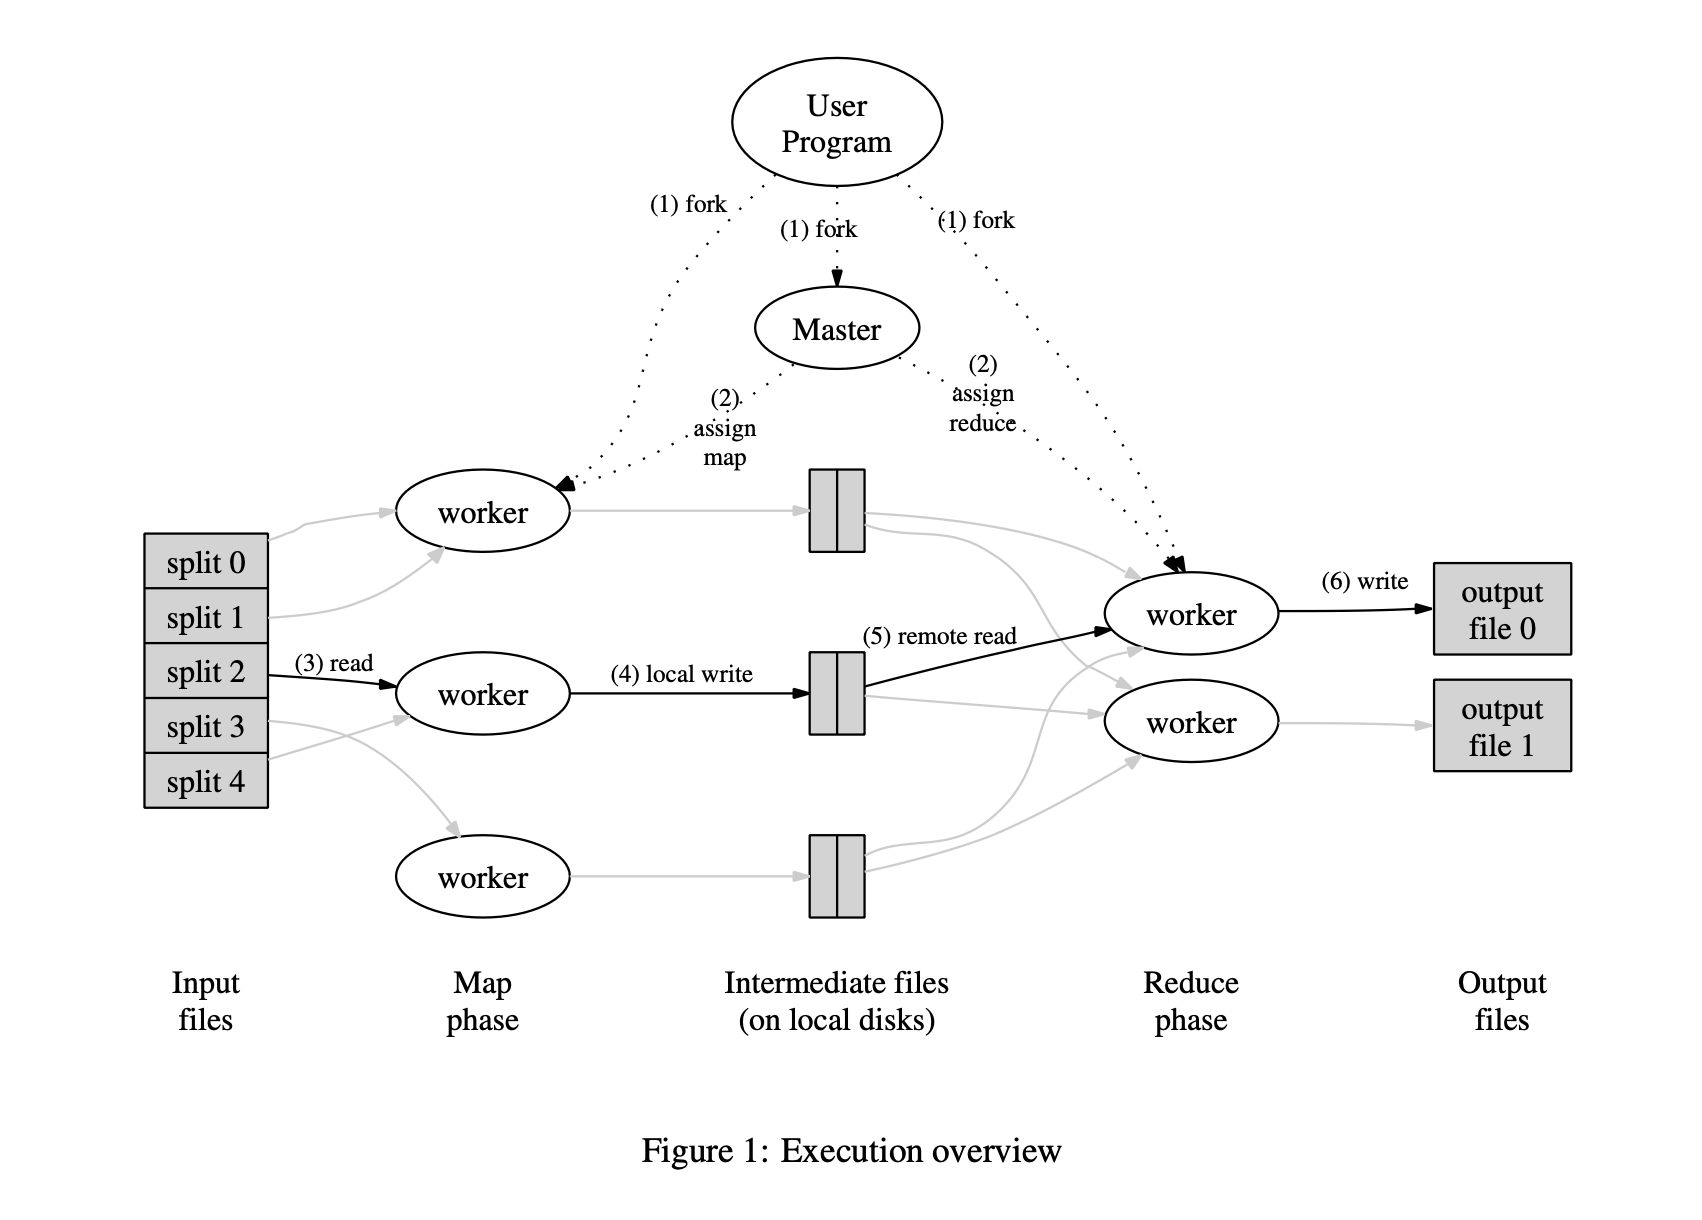 User
Program
(1) fork
(1) fork
(1) fork
Master
(2)
assign
map
(2)
assign
reduce
worker
split 0
split 1
split 2
split 3
split 4
(3) read
worker
(4) local write
(5) remote read
worker
(6) write
output
file 0
worker
output
file 1
worker
Input
files
Map
phase
Intermediate files
(on local disks)
Reduce
phase
Output
files
Figure 1: Execution overview